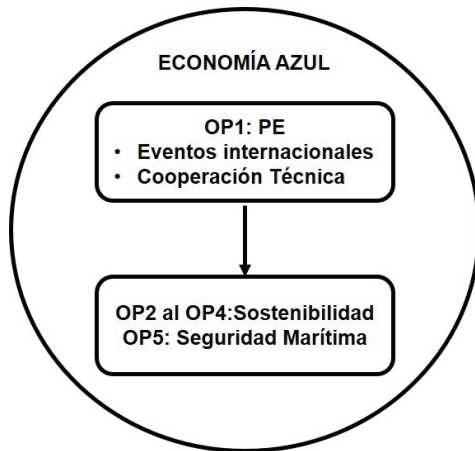 ECONOMÍA AZUL
OP1: PE
• Eventos internacionales
• Cooperación Técnica
OP2 al OP4:Sostenibilidad
OP5: Seguridad Marítima